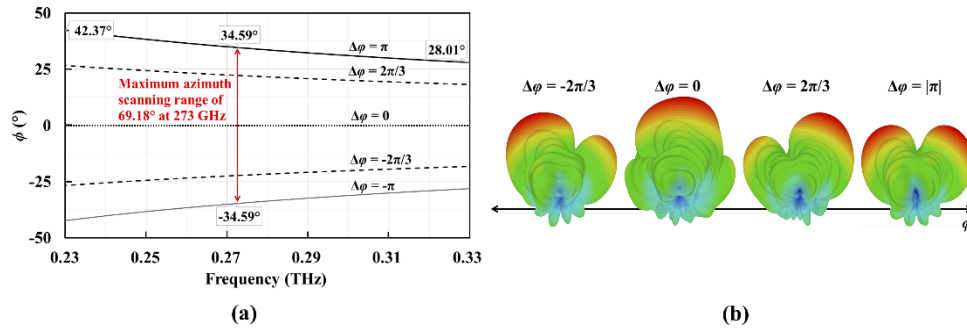 50
25
0
-25
-50
ϕ (°)
42.37°
34.59°
28.01°
Δφ = π
Δφ = 2π/3
Maximum azimuth
scanning range of
69.18° at 273 GHz
Δφ = 0
Δφ = -2π/3
Δφ = -π
-34.59°
0.23 0.25 0.27 0.29 0.31 0.33
Frequency (THz)
(a)
Δφ = -2π/3 Δφ = 0 Δφ = 2π/3 Δφ = |π|
ϕ
(b)